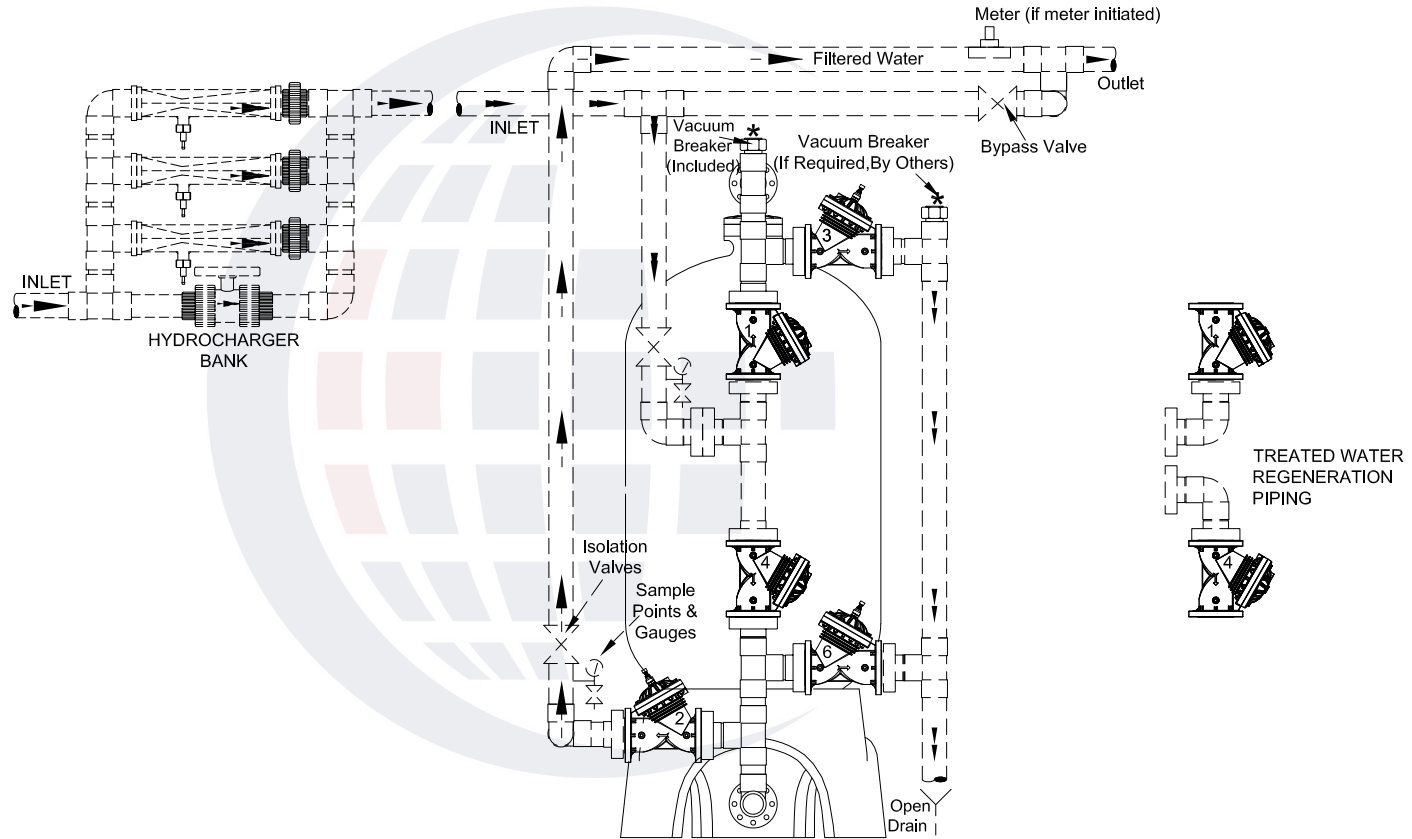 Meter (if meter initiated)
Filtered Water
Outlet
INLET
Vacuum
Breaker
(Included)
*
Vacuum Breaker
(If Required,By Others)
*
Bypass Valve
3
INLET
HYDROCHARGER
BANK
1
1
TREATED WATER
REGENERATION
PIPING
Isolation
Valves
4
4
Sample
Points &
Gauges
6
2
Open
Drain